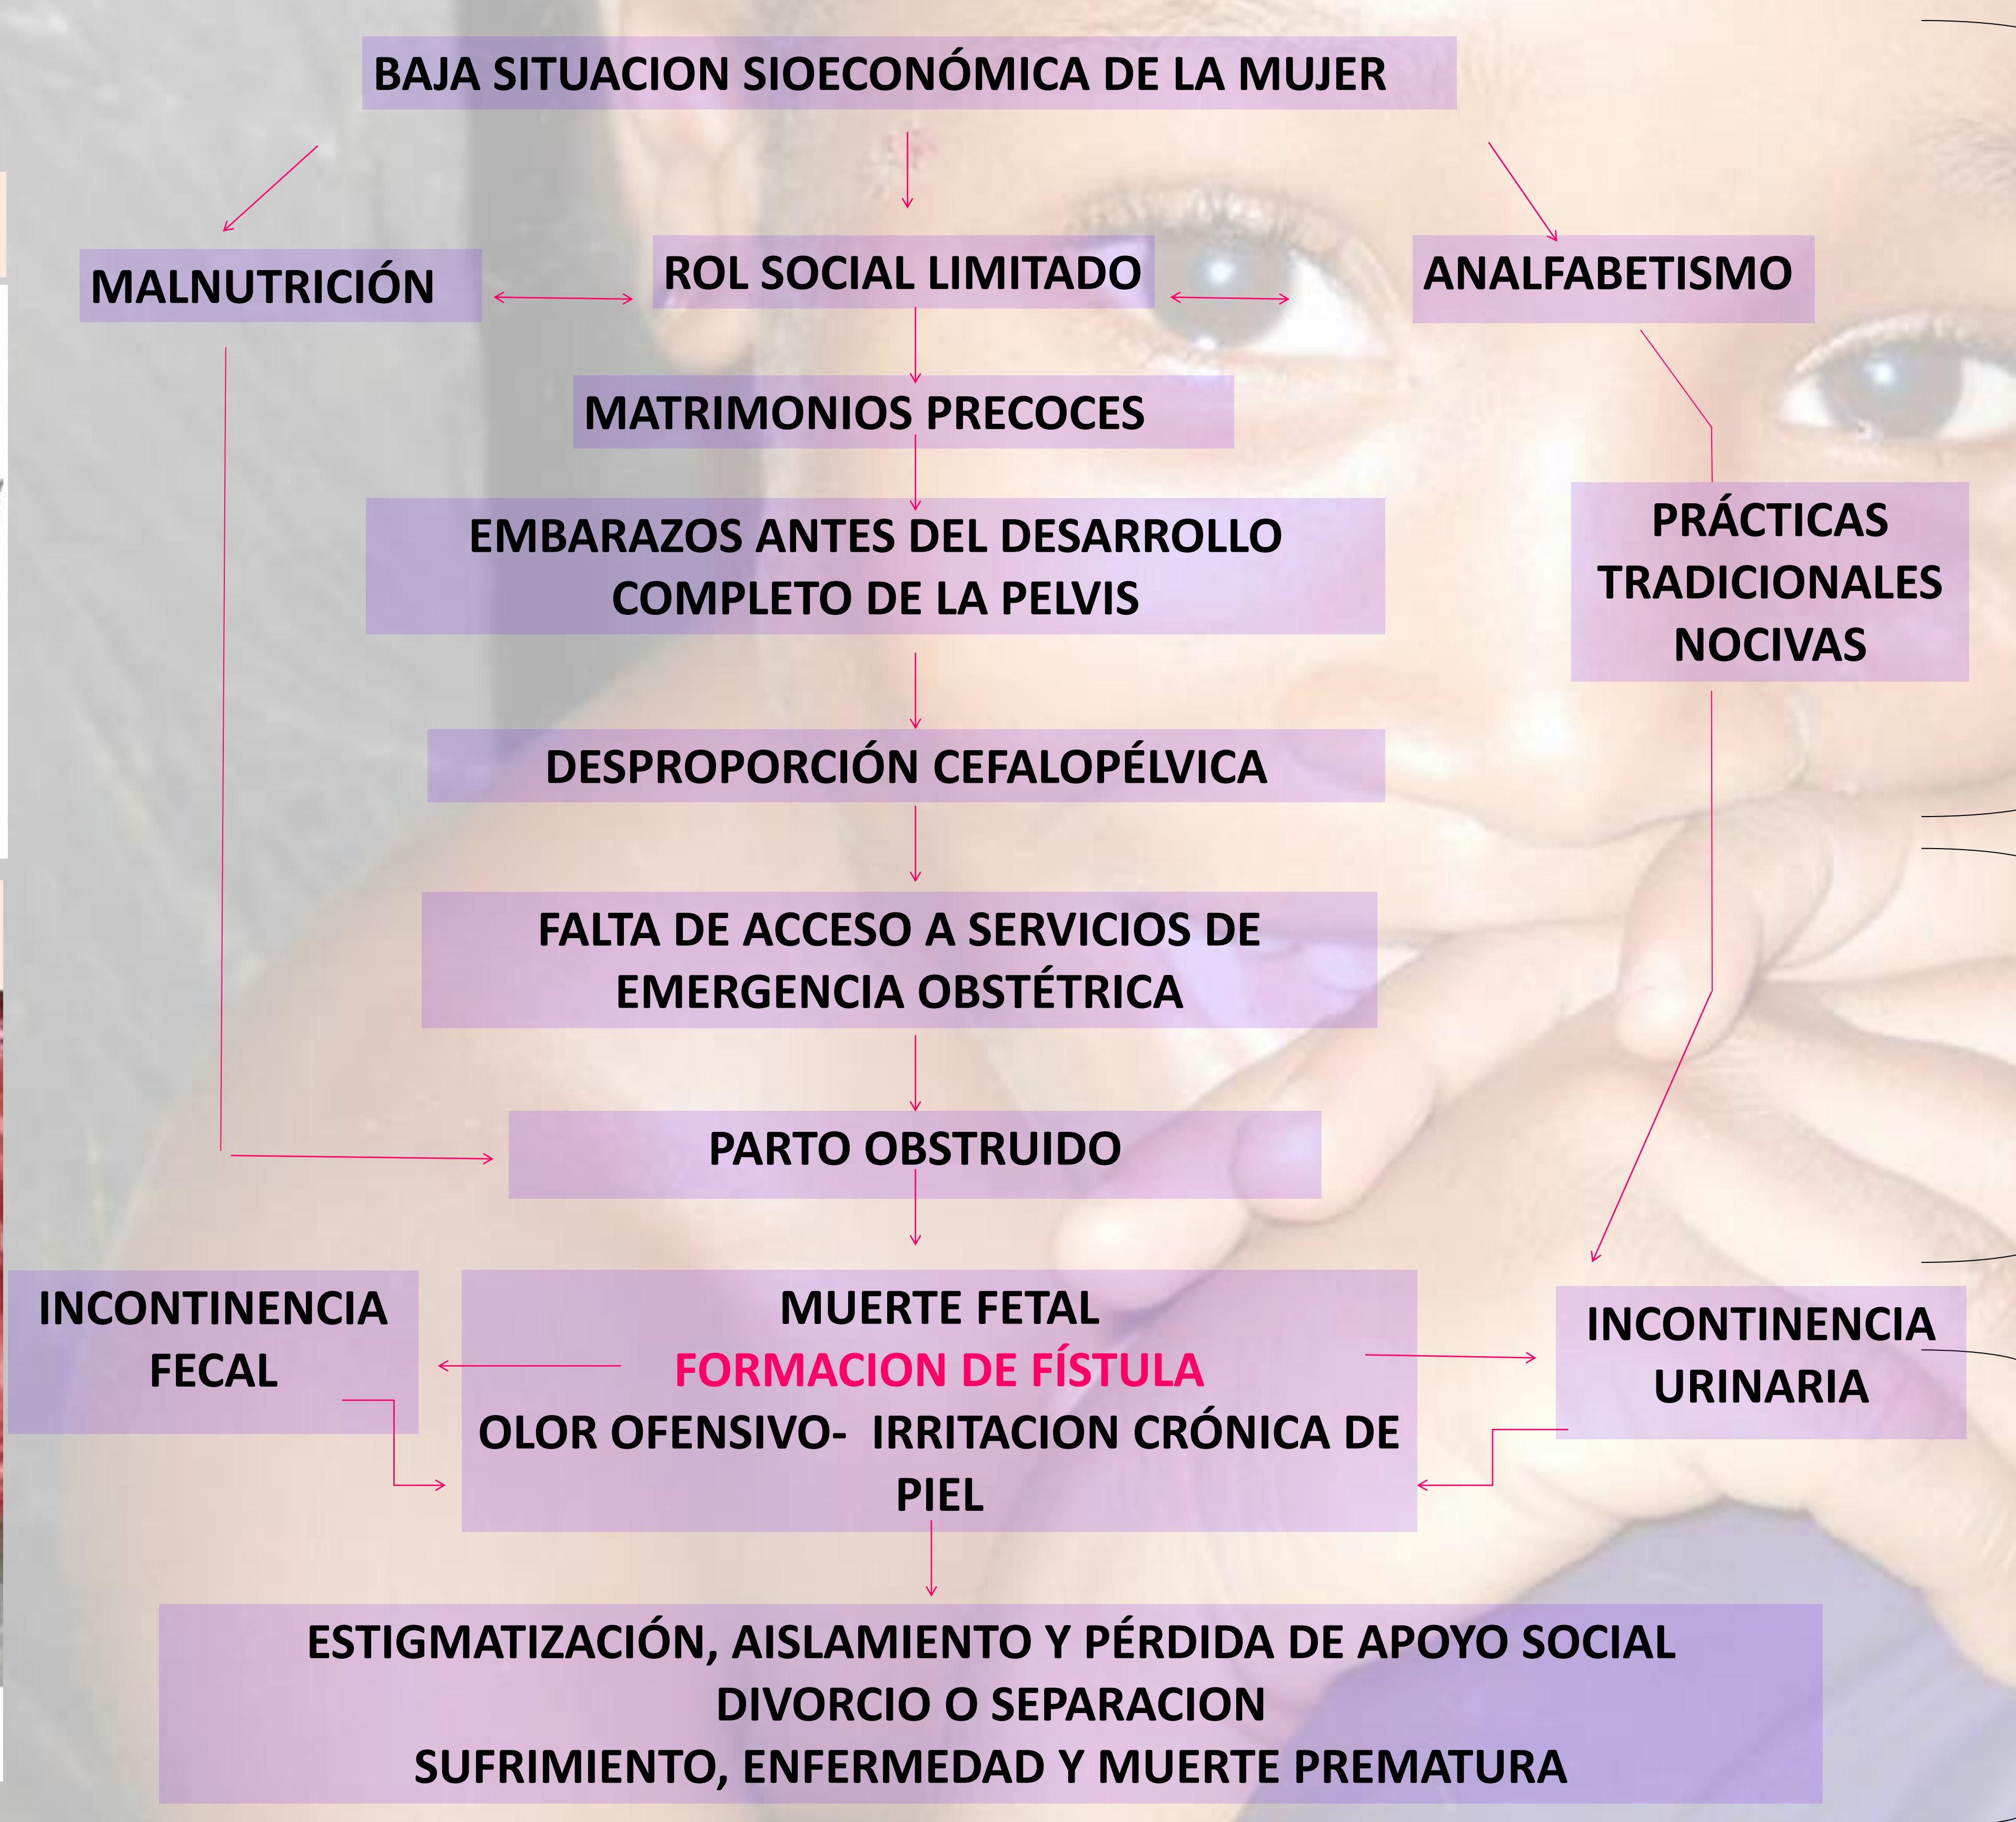 BAJA SITUACION SIOECONÓMICA DE LA MUJER
MALNUTRICIÓN
ROL SOCIAL LIMITADO
ANALFABETISMO
MATRIMONIOS PRECOCES
EMBARAZOS ANTES DEL DESARROLLO
COMPLETO DE LA PELVIS
PRÁCTICAS
TRADICIONALES
NOCIVAS
DESPROPORCIÓN CEFALOPÉLVICA
FALTA DE ACCESO A SERVICIOS DE
EMERGENCIA OBSTÉTRICA
PARTO OBSTRUIDO
INCONTINENCIA
FECAL
MUERTE FETAL
FORMACION DE FÍSTULA
OLOR OFENSIVO-  IRRITACION CRÓNICA DE
PIEL
INCONTINENCIA
URINARIA
ESTIGMATIZACIÓN, AISLAMIENTO Y PÉRDIDA DE APOYO SOCIAL
DIVORCIO O SEPARACION
SUFRIMIENTO, ENFERMEDAD Y MUERTE PREMATURA